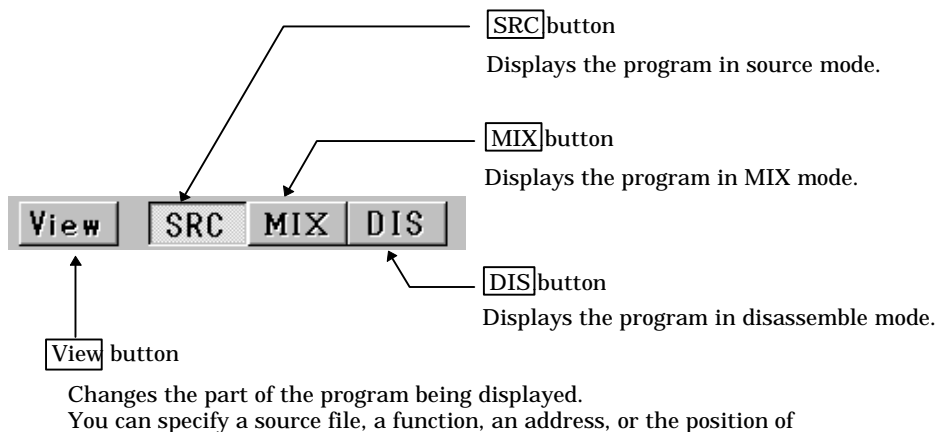 SRC button
Displays the program in source mode.
MIX button
Displays the program in MIX mode.
View SRC MIX DIS
DIS button
Displays the program in disassemble mode.
View button
Changes the part of the program being displayed.
You can specify a source file, a function, an address, or the position of